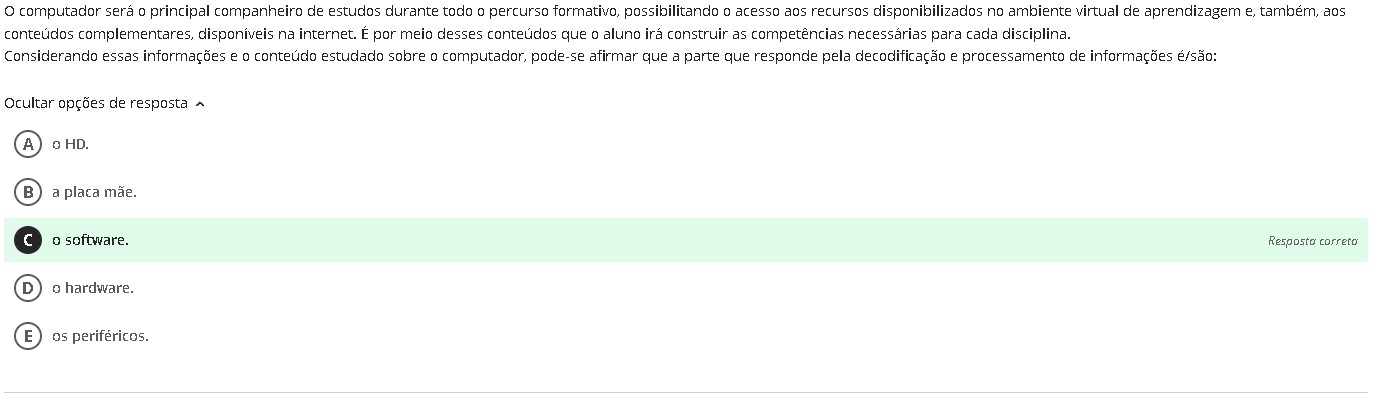 O computador será o principal companheiro de estudos durante todo o percurso formativo, possibilitando o acesso aos recursos disponibilizados no ambiente virtual de aprendizagem e, também, aos
conteúdos complementares, disponíveis na internet. É por meio desses conteúdos que o aluno irá construir as competências necessárias para cada disciplina.
Considerando essas informações e o conteúdo estudado sobre o computador, pode-se afirmar que a parte que responde pela decodificação e processamento de informações é/são:
Ocultar opções de resposta
A o HD.
B a placa mãe.
C o software. Resposta correta
D o hardware.
E os periféricos.